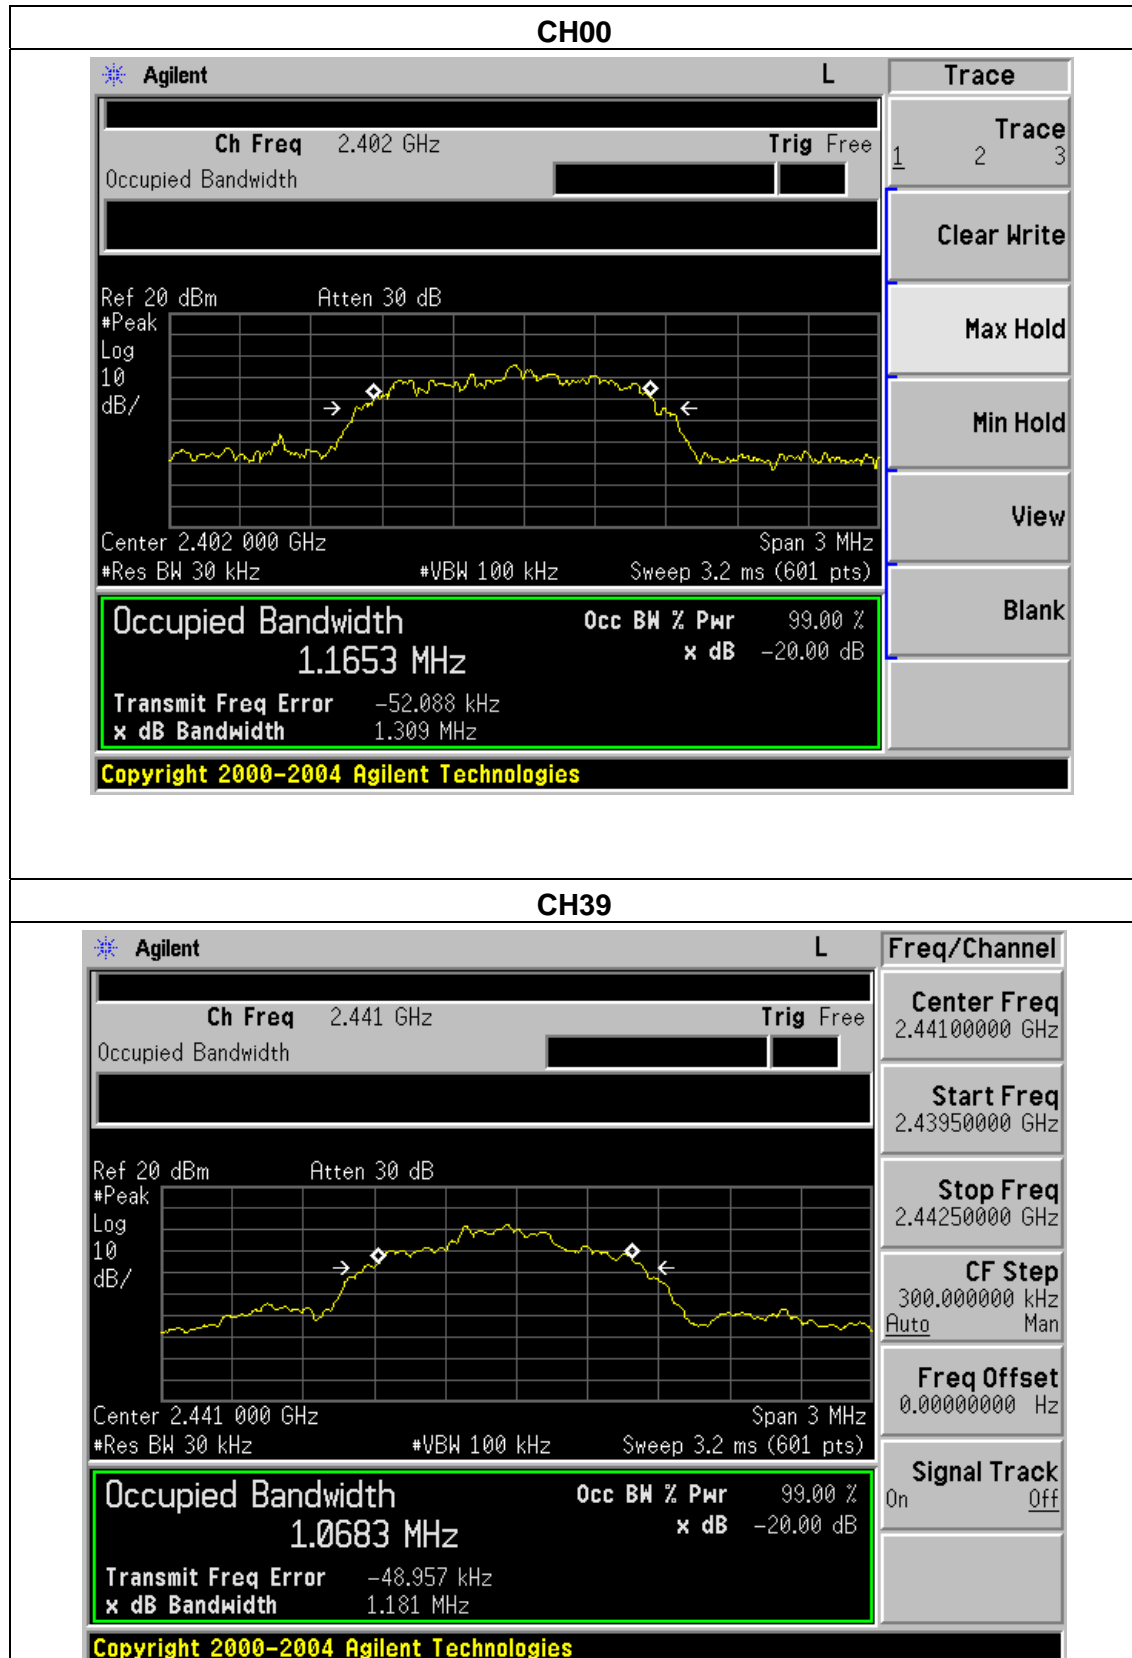 CH00
Agilent L Trace
Ch Freq 2.402 GHz Trig Free
Occupied Bandwidth
Trace
1 2 3
Clear Write
Max Hold
Min Hold
View
Blank
Ref 20 dBm Atten 30 dB
#Peak
Log
10
dB/
Center 2.402 000 GHz Span 3 MHz
#Res BW 30 kHz #VBW 100 kHz Sweep 3.2 ms (601 pts)
Occupied Bandwidth Occ BW % Pwr 99.00 %
1.1653 MHz x dB -20.00 dB
Transmit Freq Error -52.088 kHz
x dB Bandwidth 1.309 MHz
Copyright 2000-2004 Agilent Technologies
CH39
Agilent L Freq/Channel
Ch Freq 2.441 GHz Trig Free
Occupied Bandwidth
Center Freq
2.44100000 GHz
Start Freq
2.43950000 GHz
Stop Freq
2.44250000 GHz
CF Step
300.000000 kHz
Auto Man
Freq Offset
0.00000000 Hz
Signal Track
On Off
Ref 20 dBm Atten 30 dB
#Peak
Log
10
dB/
Center 2.441 000 GHz Span 3 MHz
#Res BW 30 kHz #VBW 100 kHz Sweep 3.2 ms (601 pts)
Occupied Bandwidth Occ BW % Pwr 99.00 %
1.0683 MHz x dB -20.00 dB
Transmit Freq Error -48.957 kHz
x dB Bandwidth 1.181 MHz
Copyright 2000-2004 Agilent Technologies